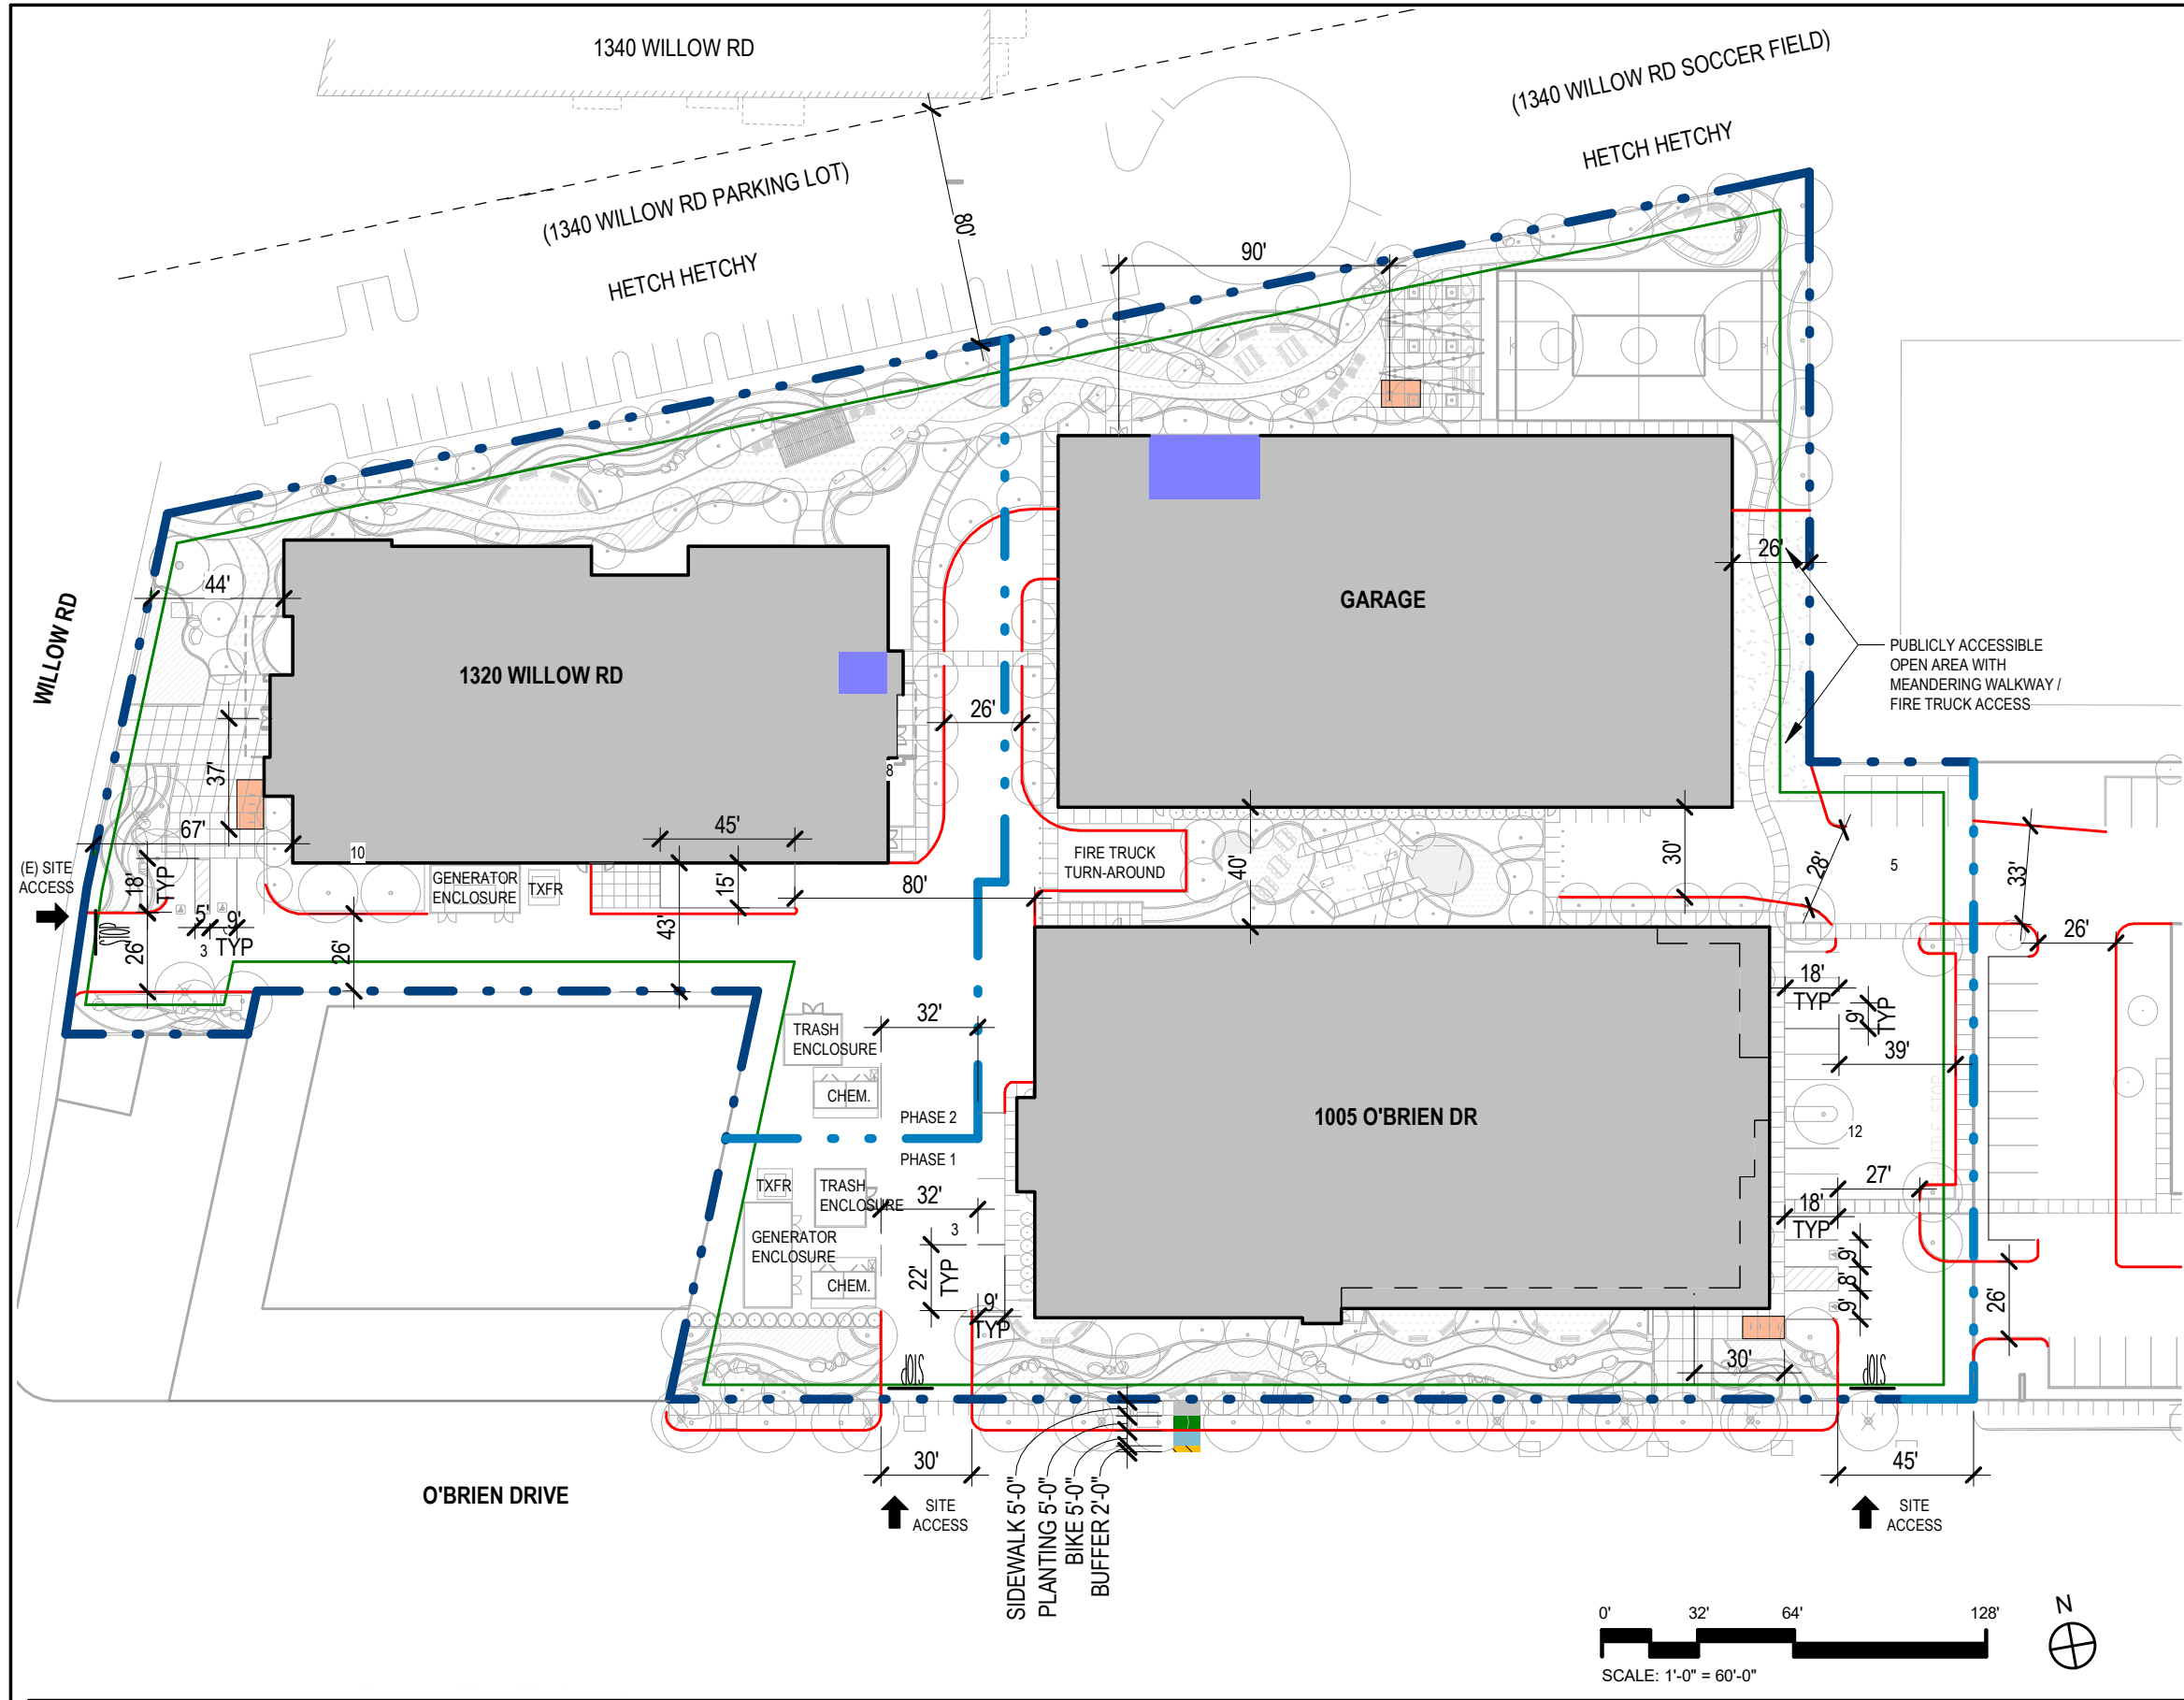 1340 WILLOW RD
(1340 WILLOW RD SOCCER FIELD)
HETCH HETCHY
(1340 WILLOW RD PARKING LOT)
HETCH HETCHY
80'
90'
WILLOW RD
44'
1320 WILLOW RD
37'
GARAGE
26'
26'
PUBLICLY ACCESSIBLE
OPEN AREA WITH
MEANDERING WALKWAY /
FIRE TRUCK ACCESS
8
67'
45'
10
(E) SITE
ACCESS
18'
TYP
GENERATOR
ENCLOSURE
TXFR
15'
80'
FIRE TRUCK
TURN-AROUND
40'
30'
28'
5
33'
STOP
5'
9'
3
TYP
26'
26'
43'
26'
18'
TYP
9'
TYP
39'
TRASH
ENCLOSURE
32'
CHEM.
PHASE 2
PHASE 1
1005 O'BRIEN DR
12
27'
18'
TYP
TXFR
TRASH
ENCLOSURE
32'
3
GENERATOR
ENCLOSURE
CHEM.
22'
TYP
9'
TYP
9'
8'
9'
26'
30'
STOP
STOP
30'
SITE
ACCESS
O'BRIEN DRIVE
SIDEWALK 5'-0"
PLANTING 5'-0"
BIKE 5'-0"
BUFFER 2'-0"
45'
SITE
ACCESS
0'
32'
64'
128'
SCALE: 1'-0" = 60'-0"
N